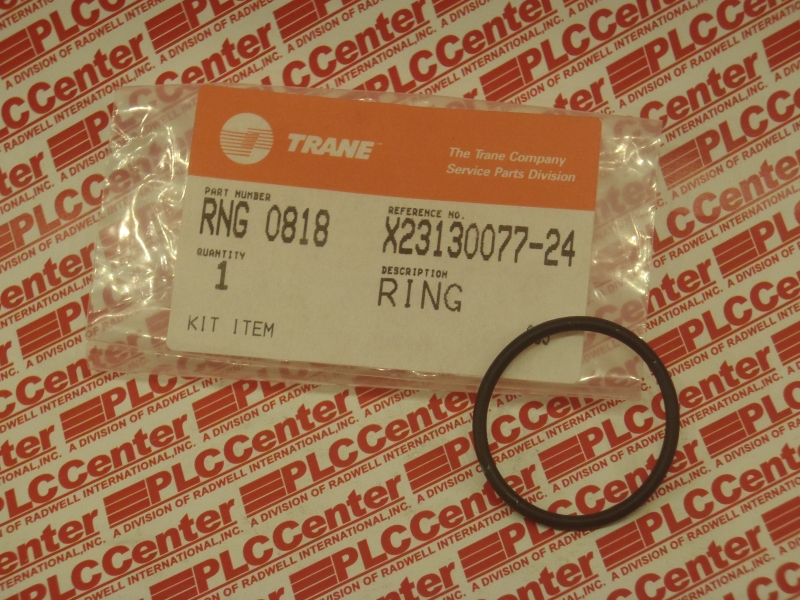 TRANE™
The Trane Company
Service Parts Division
PART NUMBER
RNG 0818
REFERENCE NO.
X23130077-24
QUANTITY
1
DESCRIPTION
RING
KIT ITEM
PLCCenter
A DIVISION OF RADWELL INTERNATIONAL, INC.